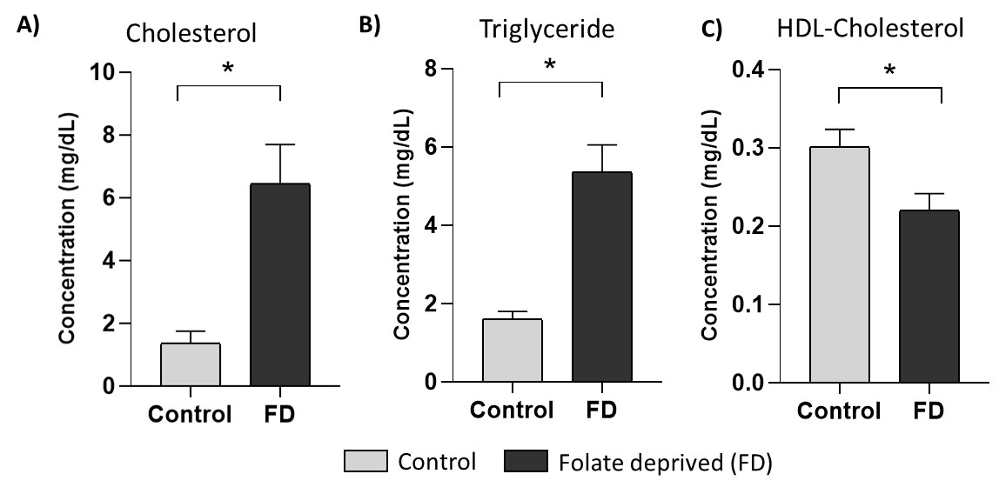 A) Cholesterol
*
10
8
6
4
2
0
Concentration (mg/dL)
Control FD
B) Triglyceride
*
8
6
4
2
0
Concentration (mg/dL)
Control FD
C) HDL-Cholesterol
*
0.4
0.3
0.2
0.1
0.0
Concentration (mg/dL)
Control FD
Control Folate deprived (FD)